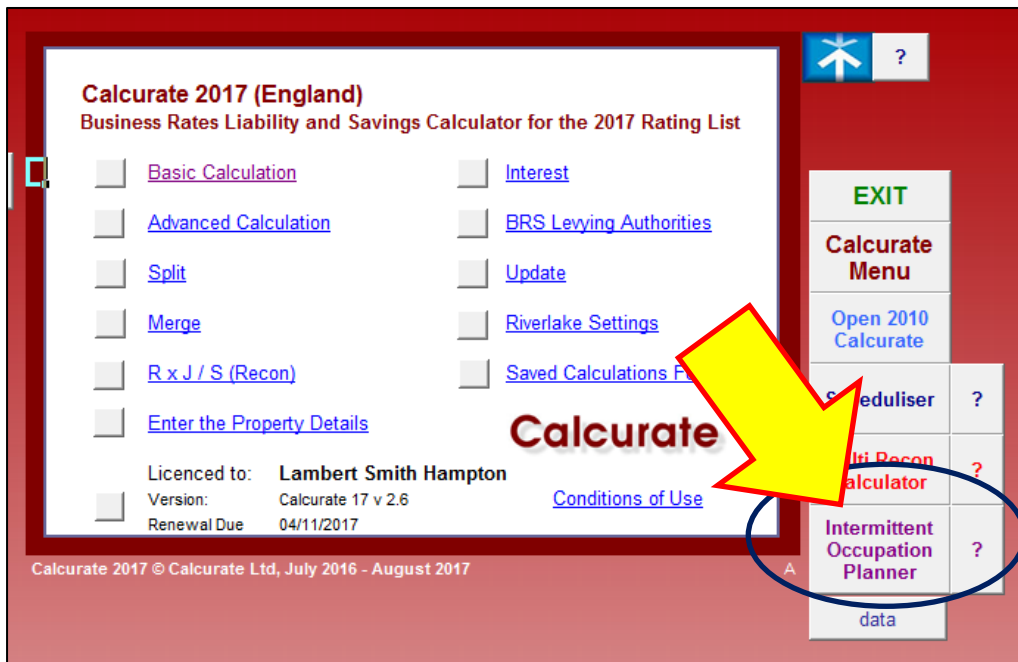 Calcurate 2017 (England)
Business Rates Liability and Savings Calculator for the 2017 Rating List
Basic Calculation
Advanced Calculation
Split
Merge
R x J / S (Recon)
Enter the Property Details
Interest
BRS Levying Authorities
Update
Riverlake Settings
Saved Calculations
Calcurate
Licenced to: Lambert Smith Hampton
Version: Calcurate 17 v 2.6
Renewal Due 04/11/2017
Conditions of Use
Calcurate 2017 © Calcurate Ltd, July 2016 - August 2017
A
?
EXIT
Calcurate
Menu
Open 2010
Calcurate
?
Recon
?
Intermittent
Occupation
Planner
?
data